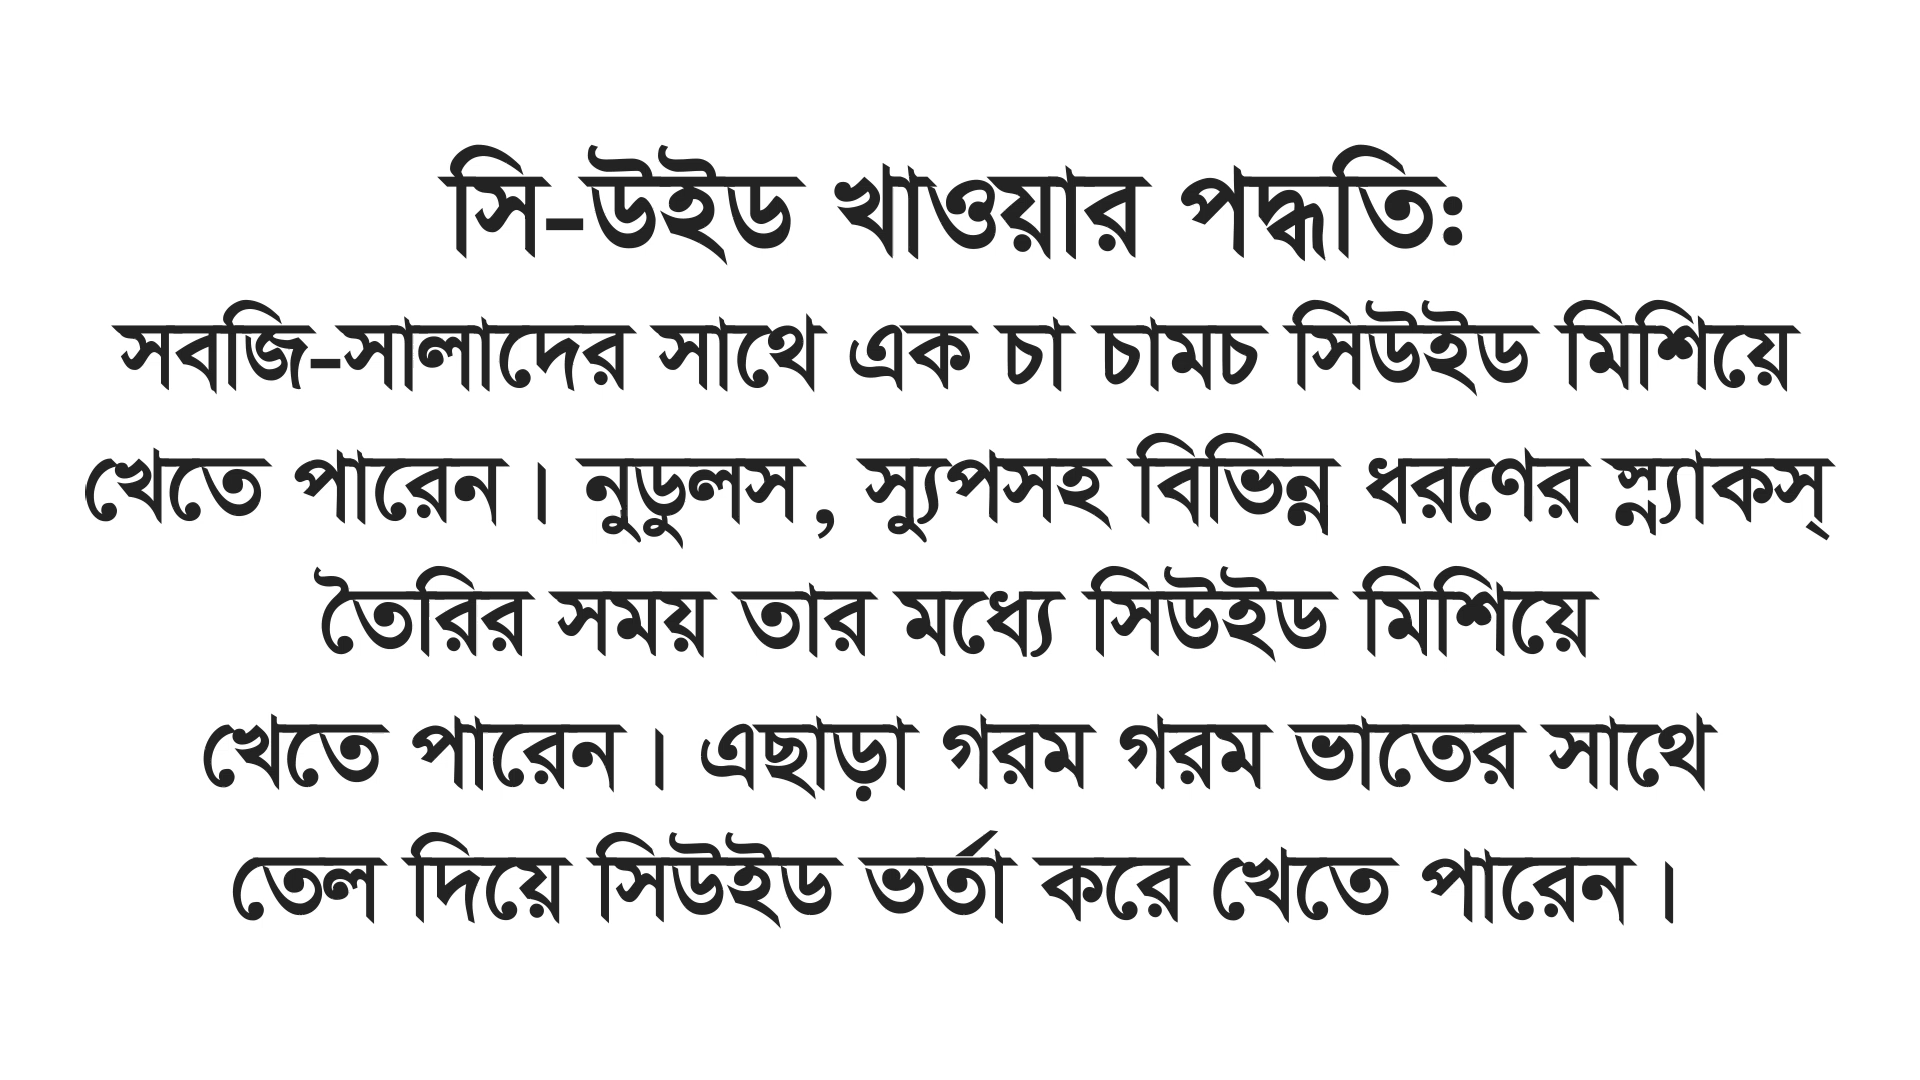 সি-উইড খাওয়ার পদ্ধতি:
সবজি-সালাদের সাথে এক চা চামচ সিউইড মিশিয়ে
খেতে পারেন। নুডুলস, স্যুপসহ বিভিন্ন ধরণের স্ন্যাকস্
তৈরির সময় তার মধ্যে সিউইড মিশিয়ে
খেতে পারেন। এছাড়া গরম গরম ভাতের সাথে
তেল দিয়ে সিউইড ভর্তা করে খেতে পারেন।